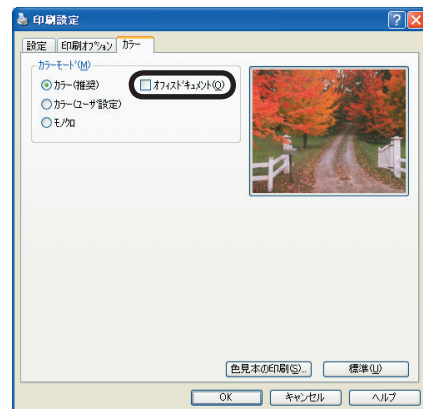 印刷設定
設定 印刷オプション カラー
カラーモード(M)
カラー(推奨) オフィスドキュメント(O)
カラー(ユーザ設定)
モノクロ
色見本の印刷(S)... 標準(U)
OK キャンセル ヘルプ